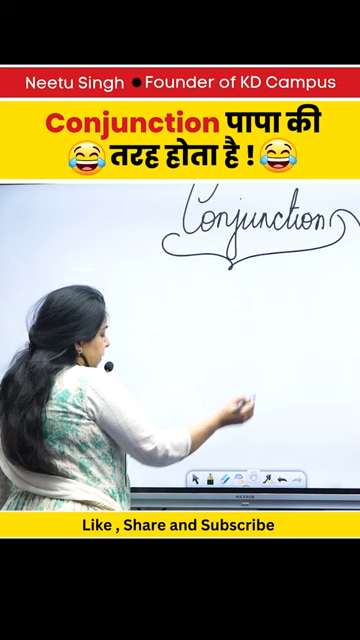 Neetu Singh ● Founder of KD Campus
Conjunction पापा की
😂 तरह होता है ! 😂
Conjunction
Like , Share and Subscribe